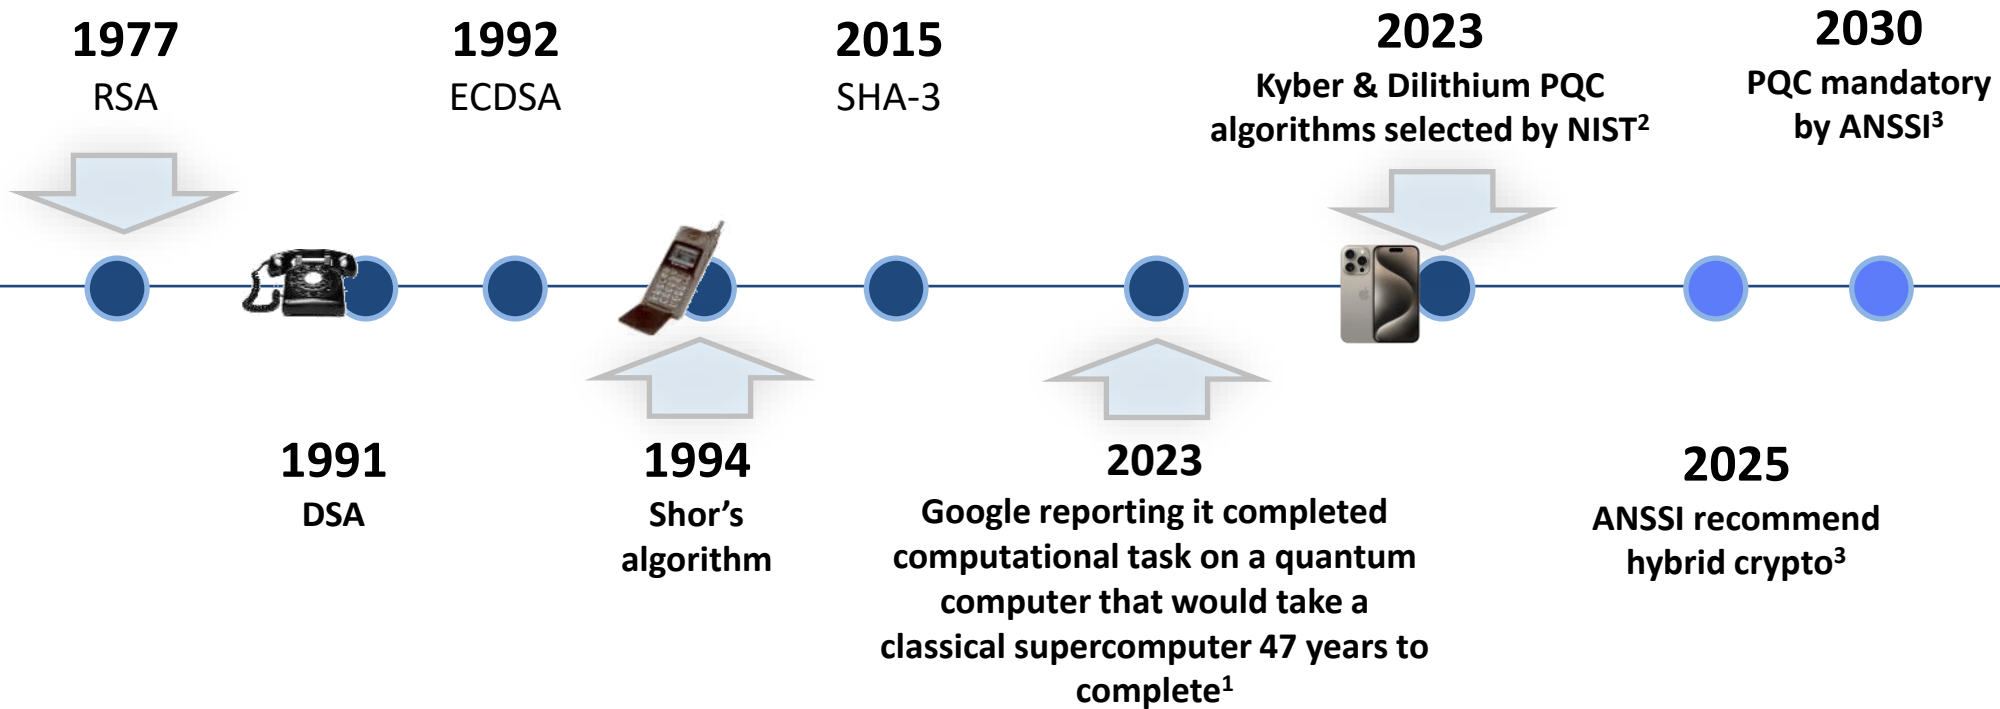 1977
RSA
1992
ECDSA
2015
SHA-3
2023
Kyber & Dilithium PQC
algorithms selected by NIST²
2030
PQC mandatory
by ANSSI³
1991
DSA
1994
Shor’s
algorithm
2023
Google reporting it completed
computational task on a quantum
computer that would take a
classical supercomputer 47 years to
complete¹
2025
ANSSI recommend
hybrid crypto³